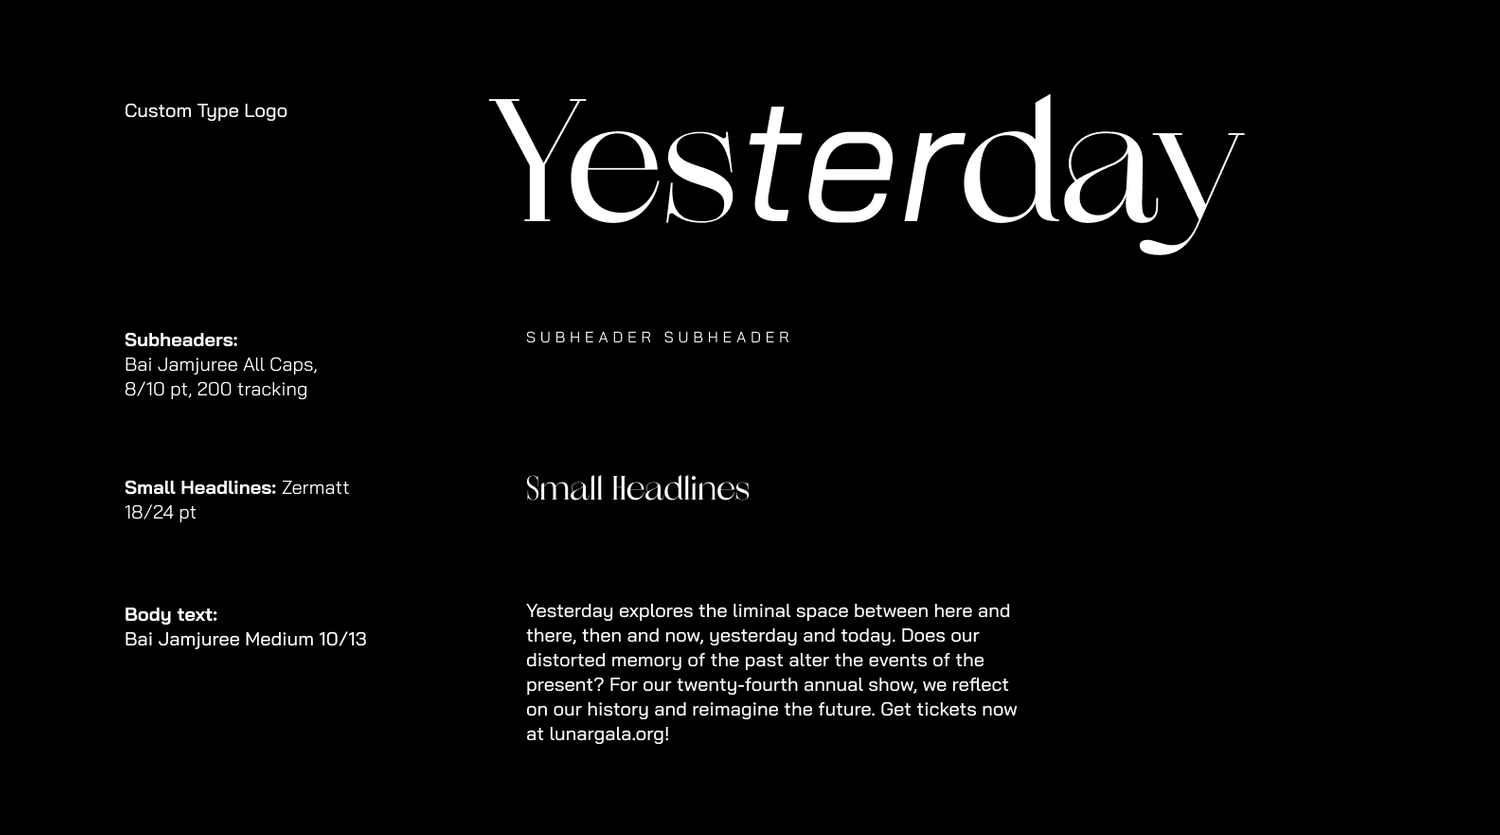 Custom Type Logo
Yesterday
Subheaders:
Bai Jamjuree All Caps,
8/10 pt, 200 tracking
SUBHEADER SUBHEADER
Small Headlines: Zermatt
18/24 pt
Small Headlines
Body text:
Bai Jamjuree Medium 10/13
Yesterday explores the liminal space between here and
there, then and now, yesterday and today. Does our
distorted memory of the past alter the events of the
present? For our twenty-fourth annual show, we reflect
on our history and reimagine the future. Get tickets now
at lunargala.org!